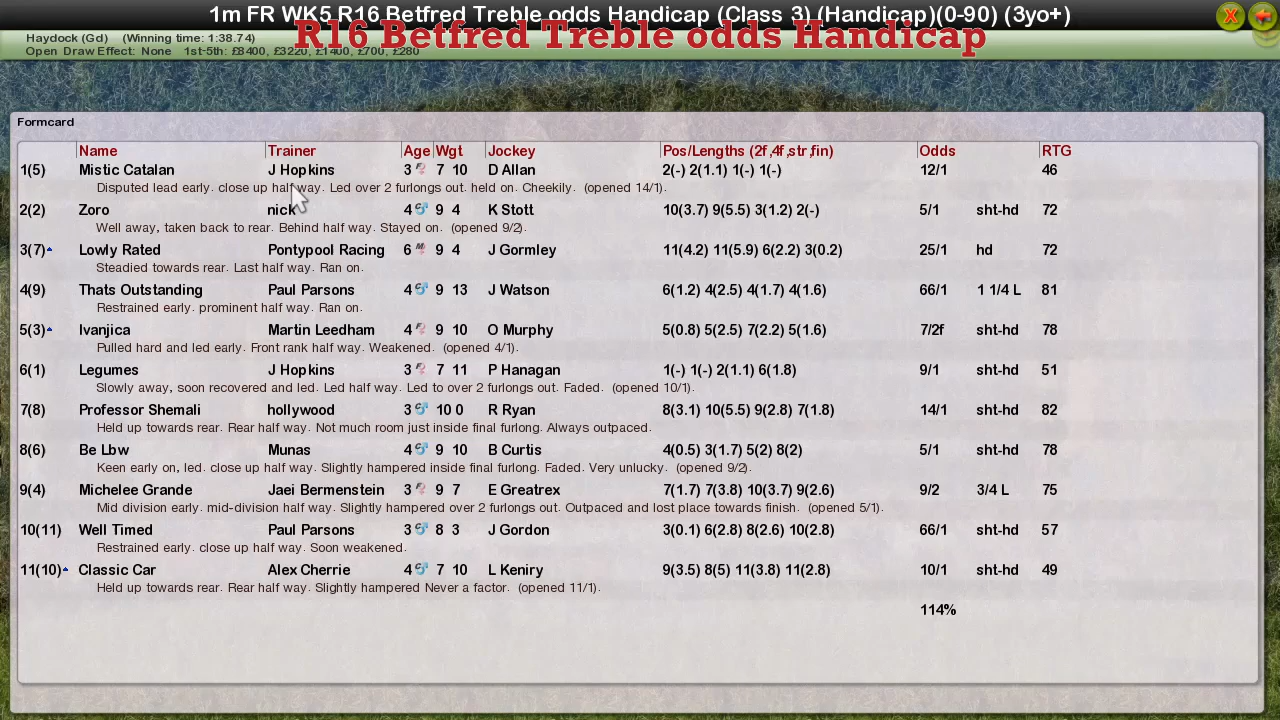 1m FR WK5 R16 Betfred Treble odds Handicap (Class 3) (Handicap)(0-90) (3yo+)
R16 Betfred Treble odds Handicap
Haydock (Gd) (Winning time: 1:38.74)
Open Draw Effect: None 1st-5th: £8400, £3220, £1400, £700, £280
Formcard
Name Trainer Age Wgt Jockey Pos/Lengths (2f,4f,str,fin) Odds RTG
1(5) Mistic Catalan J Hopkins 3 7 10 D Allan 2(-) 2(1.1) 1(-) 1(-) 12/1 46
Disputed lead early. close up half way. Led over 2 furlongs out. held on. Cheekily. (opened 14/1).
2(2) Zoro nick 4 9 4 K Stott 10(3.7) 9(5.5) 3(1.2) 2(-) 5/1 sht-hd 72
Well away, taken back to rear. Behind half way. Stayed on. (opened 9/2).
3(7) Lowly Rated Pontypool Racing 6 9 4 J Gormley 11(4.2) 11(5.9) 6(2.2) 3(0.2) 25/1 hd 72
Steadied towards rear. Last half way. Ran on.
4(9) Thats Outstanding Paul Parsons 4 9 13 J Watson 6(1.2) 4(2.5) 4(1.7) 4(1.6) 66/1 1 1/4 L 81
Restrained early. prominent half way. Ran on.
5(3) Ivanjica Martin Leedham 4 9 10 O Murphy 5(0.8) 5(2.5) 7(2.2) 5(1.6) 7/2f sht-hd 78
Pulled hard and led early. Front rank half way. Weakened. (opened 4/1).
6(1) Legumes J Hopkins 3 7 11 P Hanagan 1(-) 1(-) 2(1.1) 6(1.8) 9/1 sht-hd 51
Slowly away, soon recovered and led. Led half way. Led to over 2 furlongs out. Faded. (opened 10/1).
7(8) Professor Shemali hollywood 3 10 0 R Ryan 8(3.1) 10(5.5) 9(2.8) 7(1.8) 14/1 sht-hd 82
Held up towards rear. Rear half way. Not much room just inside final furlong. Always outpaced.
8(6) Be Lbw Munas 4 9 10 B Curtis 4(0.5) 3(1.7) 5(2) 8(2) 5/1 sht-hd 78
Keen early on, led. close up half way. Slightly hampered inside final furlong. Faded. Very unlucky. (opened 9/2).
9(4) Michelee Grande Jaei Bermenstein 3 9 7 E Greatrex 7(1.7) 7(3.8) 10(3.7) 9(2.6) 9/2 3/4 L 75
Mid division early. mid-division half way. Slightly hampered over 2 furlongs out. Outpaced and lost place towards finish. (opened 5/1).
10(11) Well Timed Paul Parsons 3 8 3 J Gordon 3(0.1) 6(2.8) 8(2.6) 10(2.8) 66/1 sht-hd 57
Restrained early. close up half way. Soon weakened.
11(10) Classic Car Alex Cherrie 4 7 10 L Keniry 9(3.5) 8(5) 11(3.8) 11(2.8) 10/1 sht-hd 49
Held up towards rear. Rear half way. Slightly hampered Never a factor. (opened 11/1).
114%